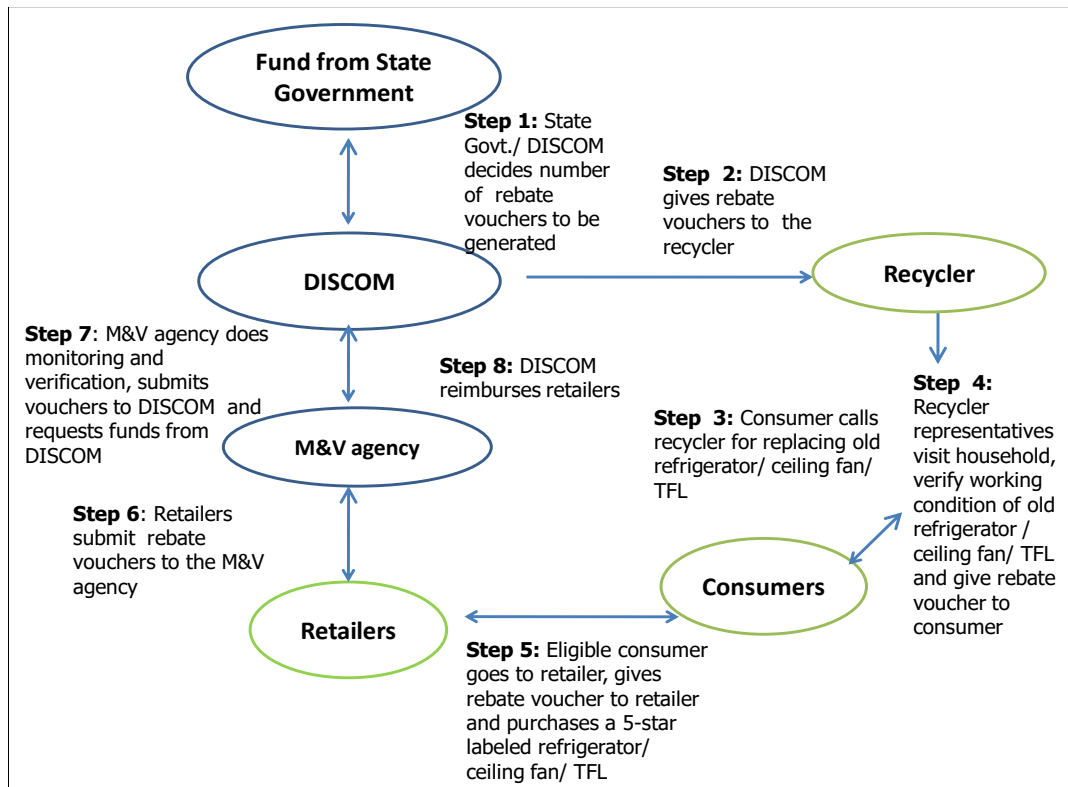 Fund from State
Government
Step 1: State
Govt./ DISCOM
decides number
of rebate
vouchers to be
generated
Step 2: DISCOM
gives rebate
vouchers to the
recycler
DISCOM
Recycler
Step 7: M&V agency does
monitoring and
verification, submits
vouchers to DISCOM and
requests funds from
DISCOM
Step 8: DISCOM
reimburses retailers
Step 3: Consumer calls
recycler for replacing old
refrigerator/ ceiling fan/
TFL
Step 4:
Recycler
representatives
visit household,
verify working
condition of old
refrigerator /
ceiling fan/ TFL
and give rebate
voucher to
consumer
M&V agency
Step 6: Retailers
submit rebate
vouchers to the M&V
agency
Consumers
Retailers
Step 5: Eligible consumer
goes to retailer, gives
rebate voucher to retailer
and purchases a 5-star
labeled refrigerator/
ceiling fan/ TFL